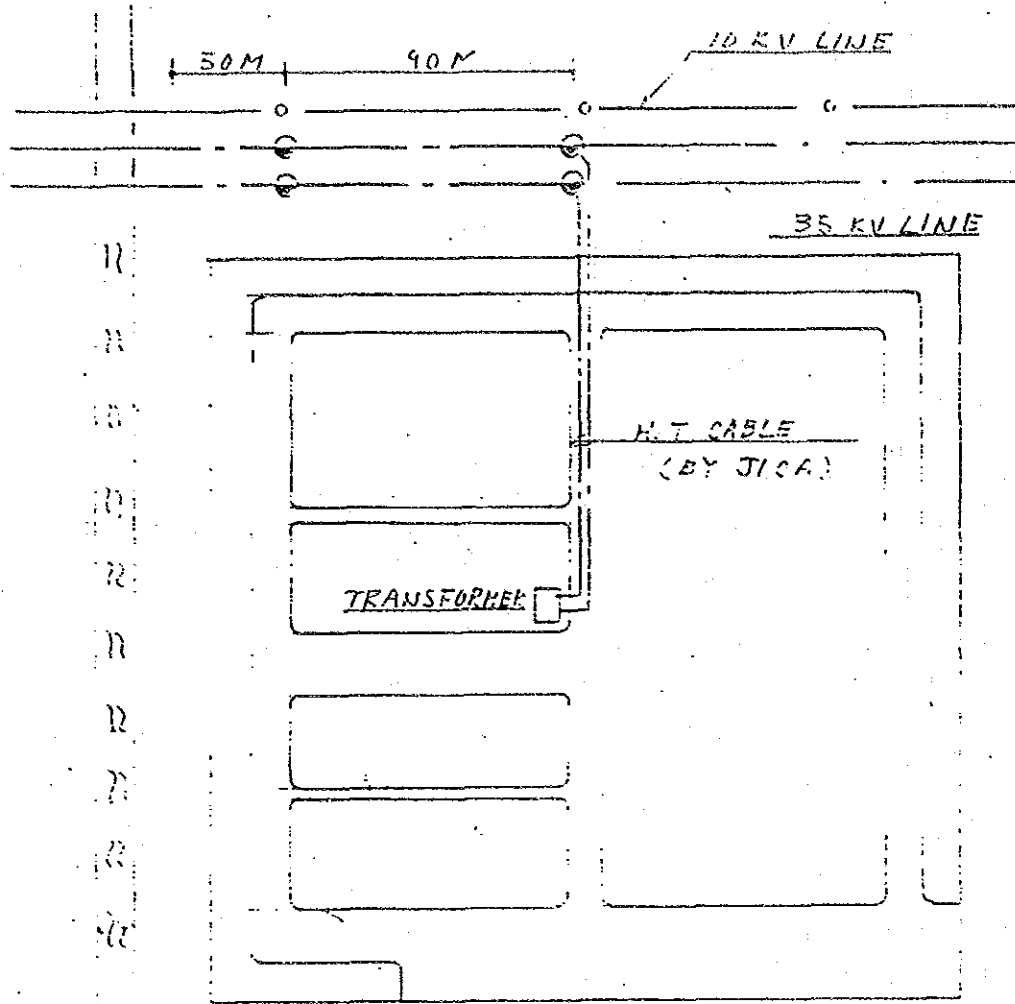 10 KV LINE
50M
90M
35 KV LINE
H.T CABLE
(BY JICA)
TRANSFORMER